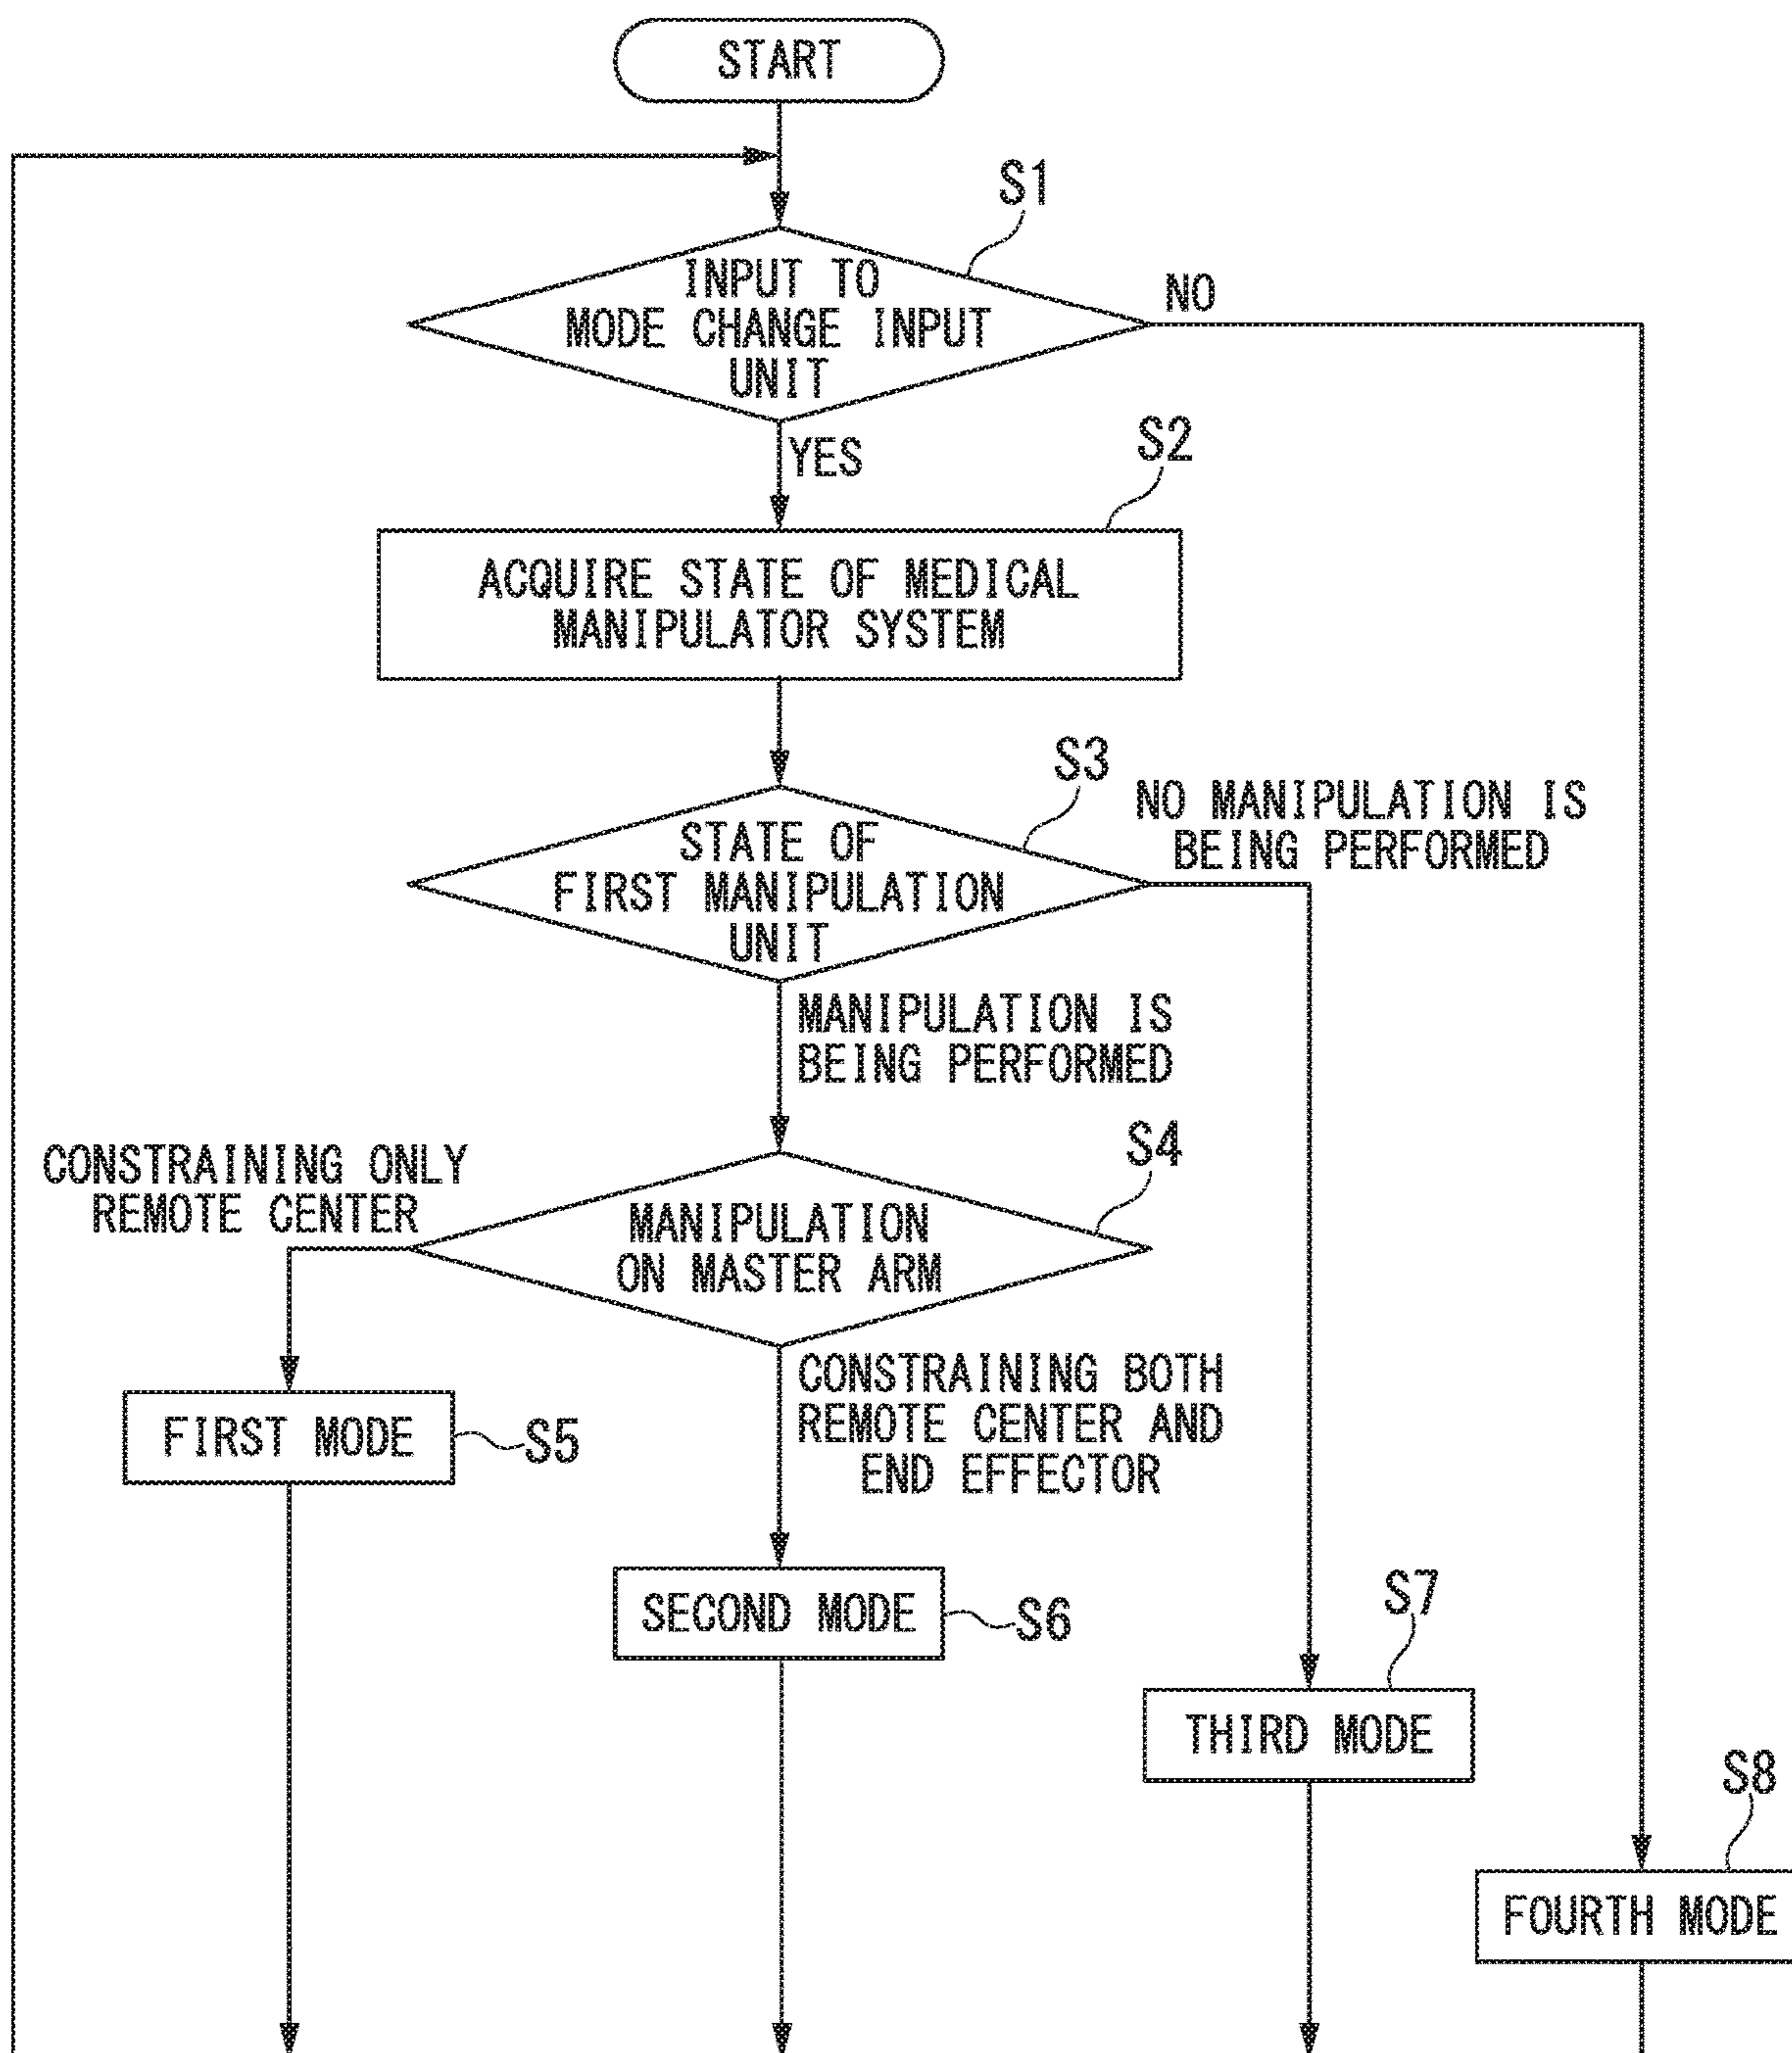 START
S1
INPUT TO
MODE CHANGE INPUT
UNIT
NO
YES
S2
ACQUIRE STATE OF MEDICAL
MANIPULATOR SYSTEM
S3
STATE OF
FIRST MANIPULATION
UNIT
NO MANIPULATION IS
BEING PERFORMED
MANIPULATION IS
BEING PERFORMED
S4
CONSTRAINING ONLY
REMOTE CENTER
MANIPULATION
ON MASTER ARM
CONSTRAINING BOTH
REMOTE CENTER AND
END EFFECTOR
FIRST MODE
S5
SECOND MODE
S6
S7
THIRD MODE
S8
FOURTH MODE